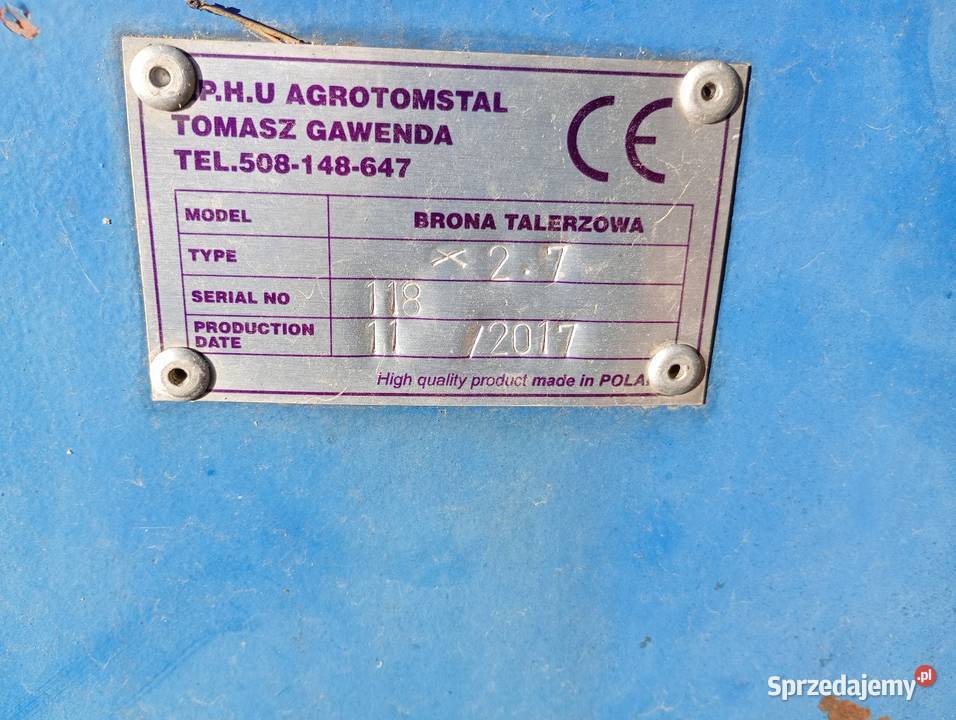 P.H.U AGROTOMSTAL
TOMASZ GAWENDA
TEL.508-148-647
CE
MODEL BRONA TALERZOWA
TYPE X 2.7
SERIAL NO 118
PRODUCTION DATE 11 /2017
High quality product made in
Sprzedajemy.pl